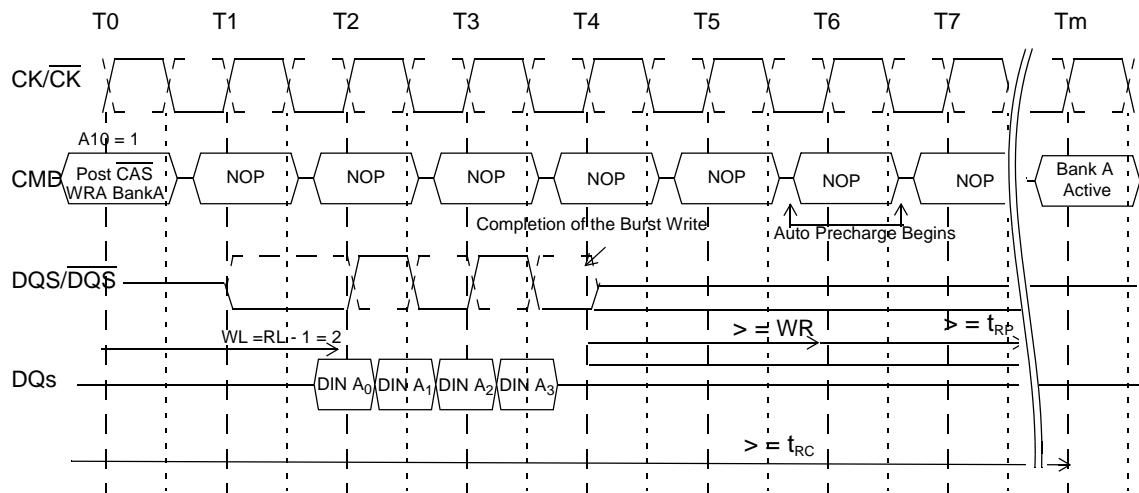 T0 T1 T2 T3 T4 T5 T6 T7 Tm
CK/CK
A10 = 1
CMD
Post CAS
WRA BankA
NOP NOP NOP NOP NOP NOP NOP
Bank A
Active
Completion of the Burst Write
Auto Precharge Begins
DQS/DQS
WL =RL - 1 = 2
> = WR
> = tRP
DQs
DIN A0 DIN A1 DIN A2 DIN A3
> = tRC